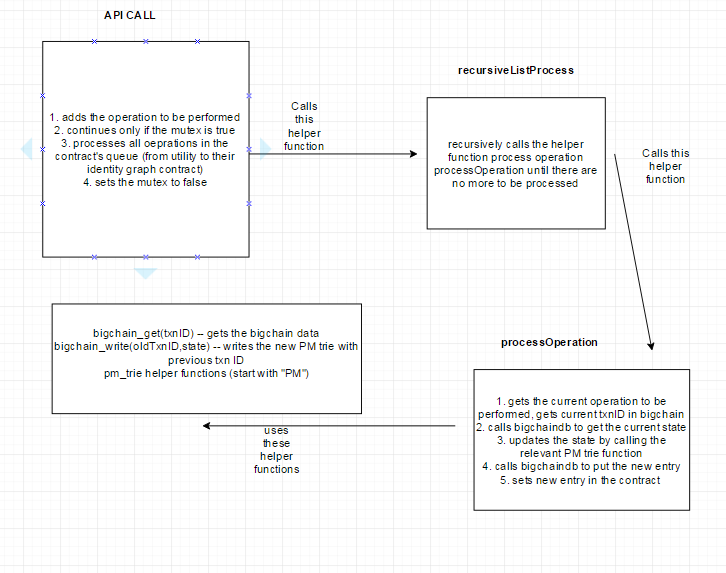 API CALL
1. adds the operation to be performed
2. continues only if the mutex is true
3. processes all oeprations in the
contract's queue (from utility to their
identity graph contract)
4. sets the mutex to false
Calls
this
helper
function
recursiveListProcess
recursively calls the helper
function process operation
processOperation until there are
no more to be processed
Calls this
helper
function
processOperation
1. gets the current operation to be
performed, gets current txnID in bigchain
2. calls bigchaindb to get the current state
3. updates the state by calling the
relevant PM trie function
4. calls bigchaindb to put the new entry
5. sets new entry in the contract
uses
these
helper
functions
bigchain_get(txnID) -- gets the bigchain data
bigchain_write(oldTxnID,state) -- writes the new PM trie with
previous txn ID
pm_trie helper functions (start with "PM")